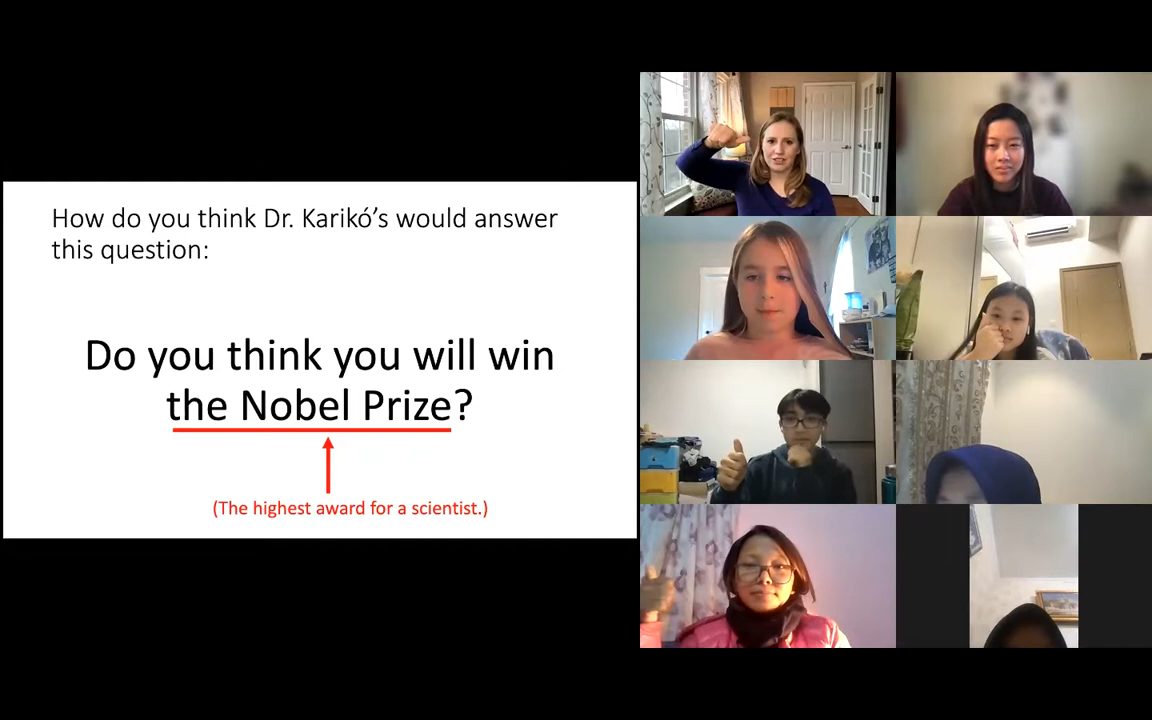 How do you think Dr. Karikó’s would answer
this question:
Do you think you will win
the Nobel Prize?
(The highest award for a scientist.)